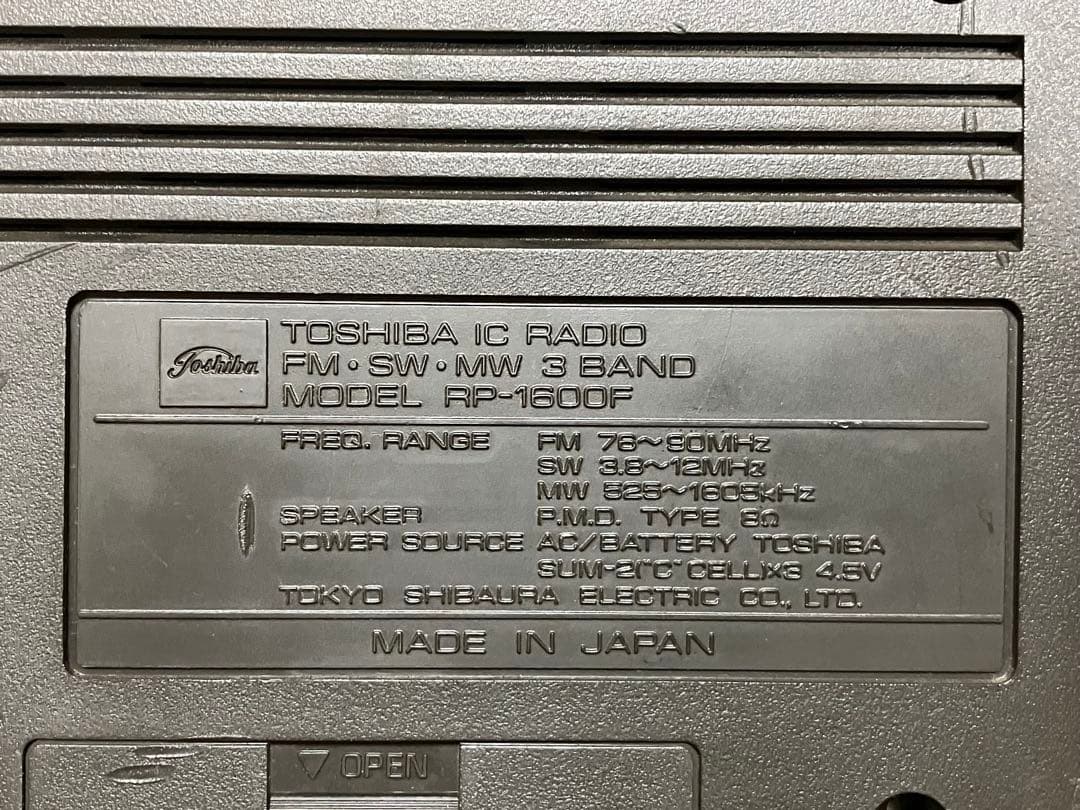 Toshiba
TOSHIBA IC RADIO
FM・SW・MW 3 BAND
MODEL RP-1600F
FREQ. RANGE FM 76~90MHz
SW 3.8~12MHz
MW 525~1605kHz
SPEAKER P.M.D. TYPE 8Ω
POWER SOURCE AC/BATTERY TOSHIBA
SUM-2("C" CELL)×3 4.5V
TOKYO SHIBAURA ELECTRIC CO., LTD.
MADE IN JAPAN
▽ OPEN